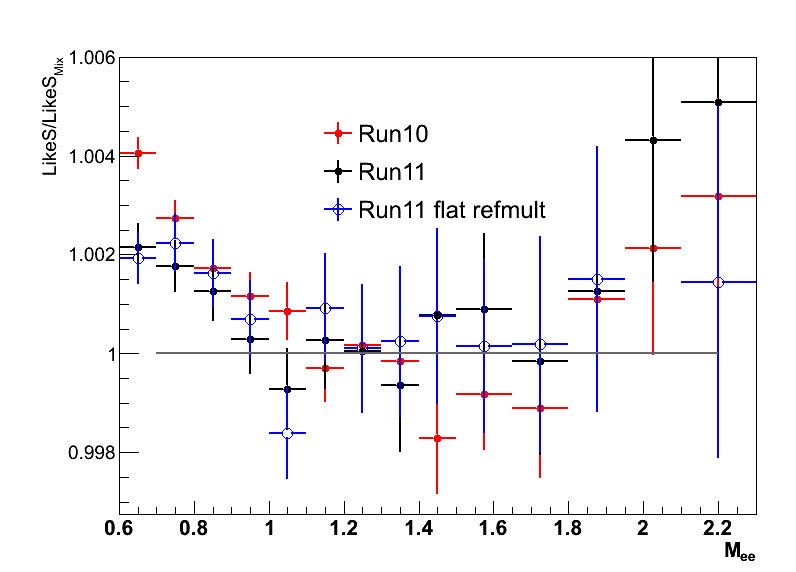 LikeS/LikeS_Mix
1.006
1.004
1.002
1
0.998
Run10
Run11
Run11 flat refmult
0.6 0.8 1 1.2 1.4 1.6 1.8 2 2.2
M_ee